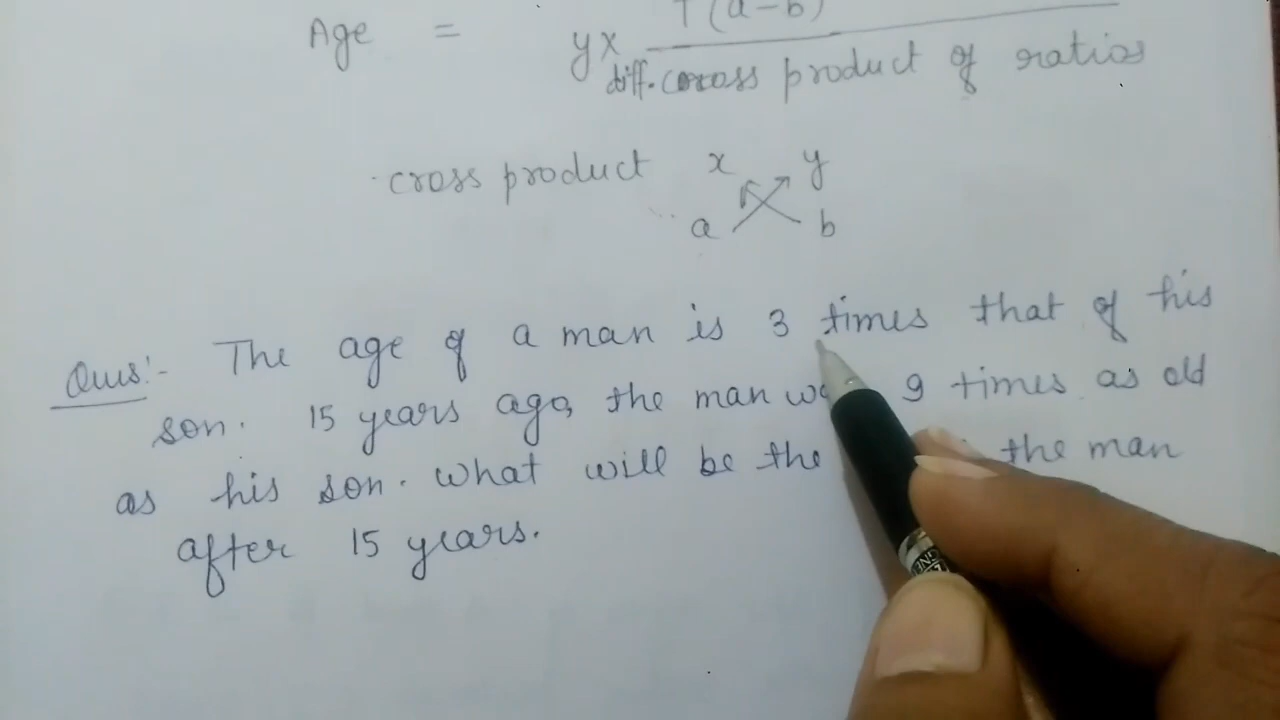 Age = y x T(a-b)
diff. cross product of ratios
cross product x y
a b
Ques:- The age of a man is 3 times that of his
son. 15 years ago, the man 9 times as old
as his son. what will be the the man
after 15 years.